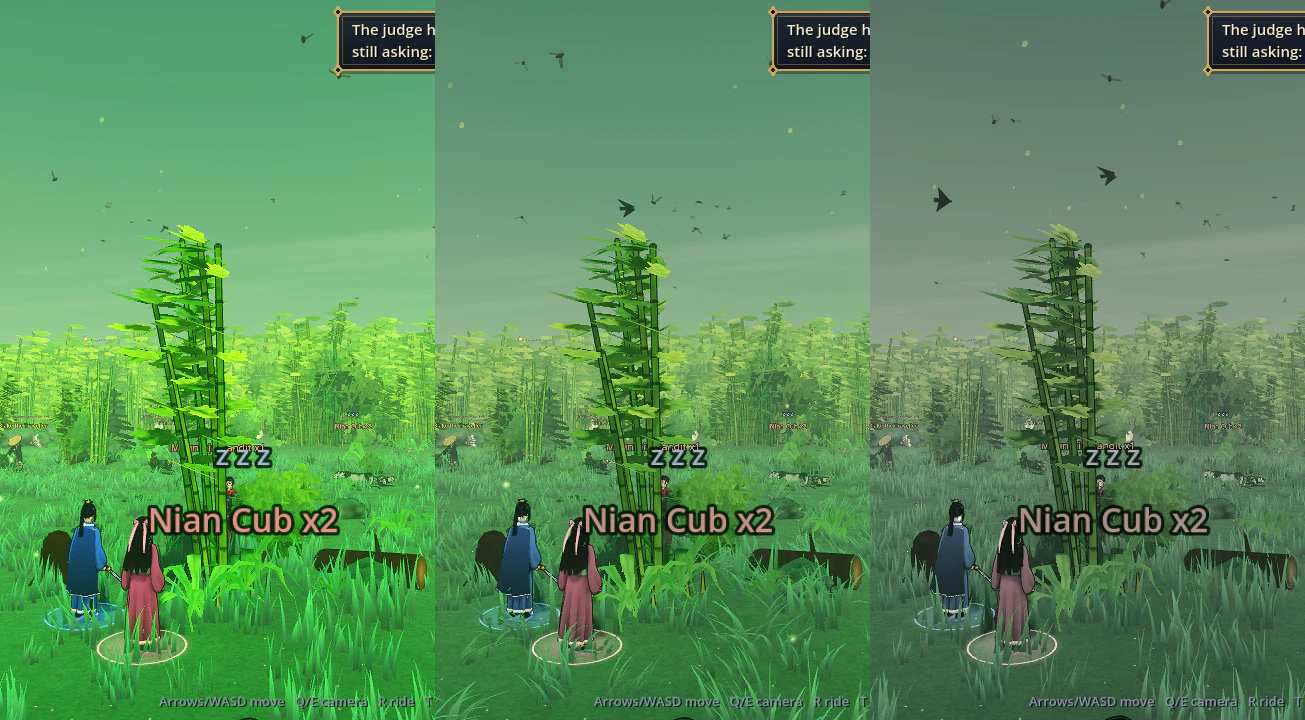 The judge h
still asking:
The judge h
still asking:
The judge h
still asking:
z z z
z z z
z z z
Nian Cub x2
Nian Cub x2
Nian Cub x2
Arrows/WASD move Q/E camera R ride T
Arrows/WASD move Q/E camera R ride T
Arrows/WASD move Q/E camera R ride T